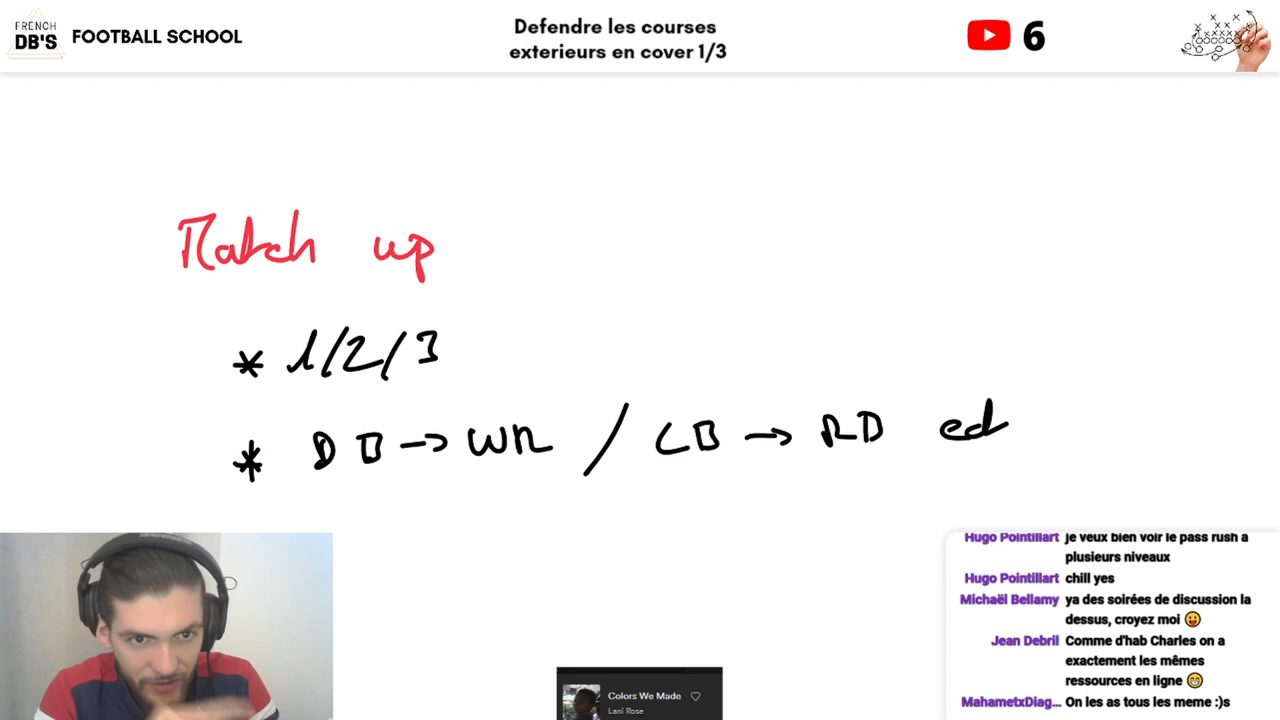 FRENCH
DB'S
FOOTBALL SCHOOL
Defendre les courses
exterieurs en cover 1/3
6
Match up
* 1/2/3
* DB → WR / LB → RB
Hugo Pointillart je veux bien voir le pass rush a
plusieurs niveaux
Hugo Pointillart chill yes
Michaël Bellamy ya des soirées de discussion la
dessus, croyez moi 😛
Jean Debril Comme d'hab Charles on a
exactement les mêmes
ressources en ligne 😁
MahametxDiag... On les as tous les meme :)s
Colors We Made
Lani Rose